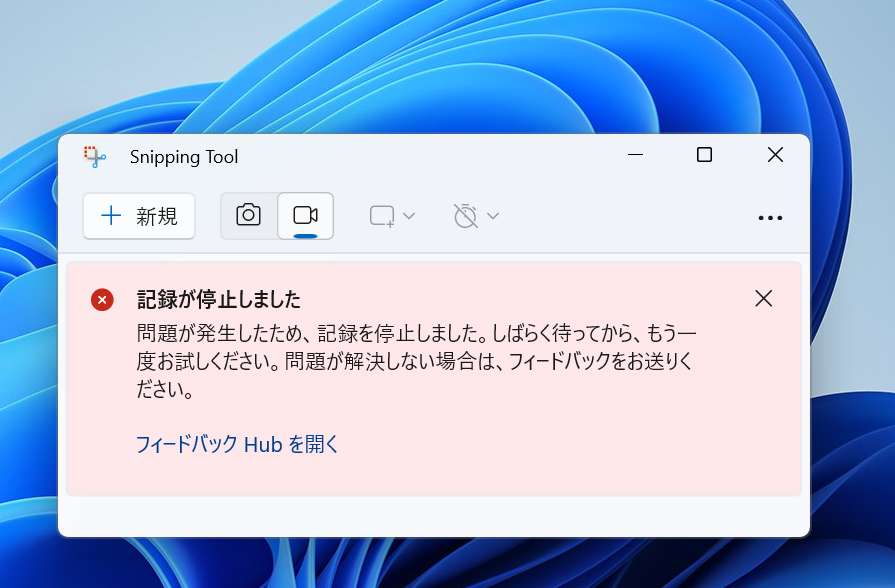 Snipping Tool
新規
記録が停止しました
問題が発生したため、記録を停止しました。しばらく待ってから、もう一
度お試しください。問題が解決しない場合は、フィードバックをお送りく
ださい。
フィードバック Hub を開く